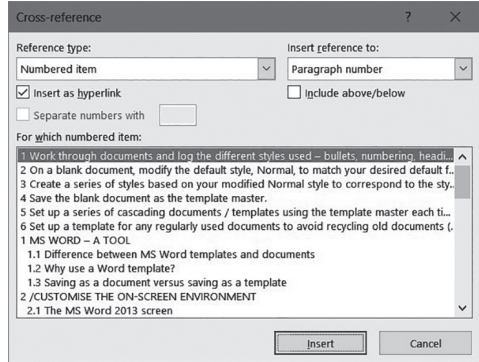 Cross-reference
?
Reference type:
Insert reference to:
Numbered item
Paragraph number
Insert as hyperlink
Include above/below
Separate numbers with
For which numbered item:
1 Work through documents and log the different styles used – bullets, numbering, headi...
2 On a blank document, modify the default style, Normal, to match your desired default f...
3 Create a series of styles based on your modified Normal style to correspond to the sty...
4 Save the blank document as the template master.
5 Set up a series of cascading documents / templates using the template master each ti...
6 Set up a template for any regularly used documents to avoid recycling old documents (.
1 MS WORD – A TOOL
1.1 Difference between MS Word templates and documents
1.2 Why use a Word template?
1.3 Saving as a document versus saving as a template
2 /CUSTOMISE THE ON-SCREEN ENVIRONMENT
2.1 The MS Word 2013 screen
Insert
Cancel